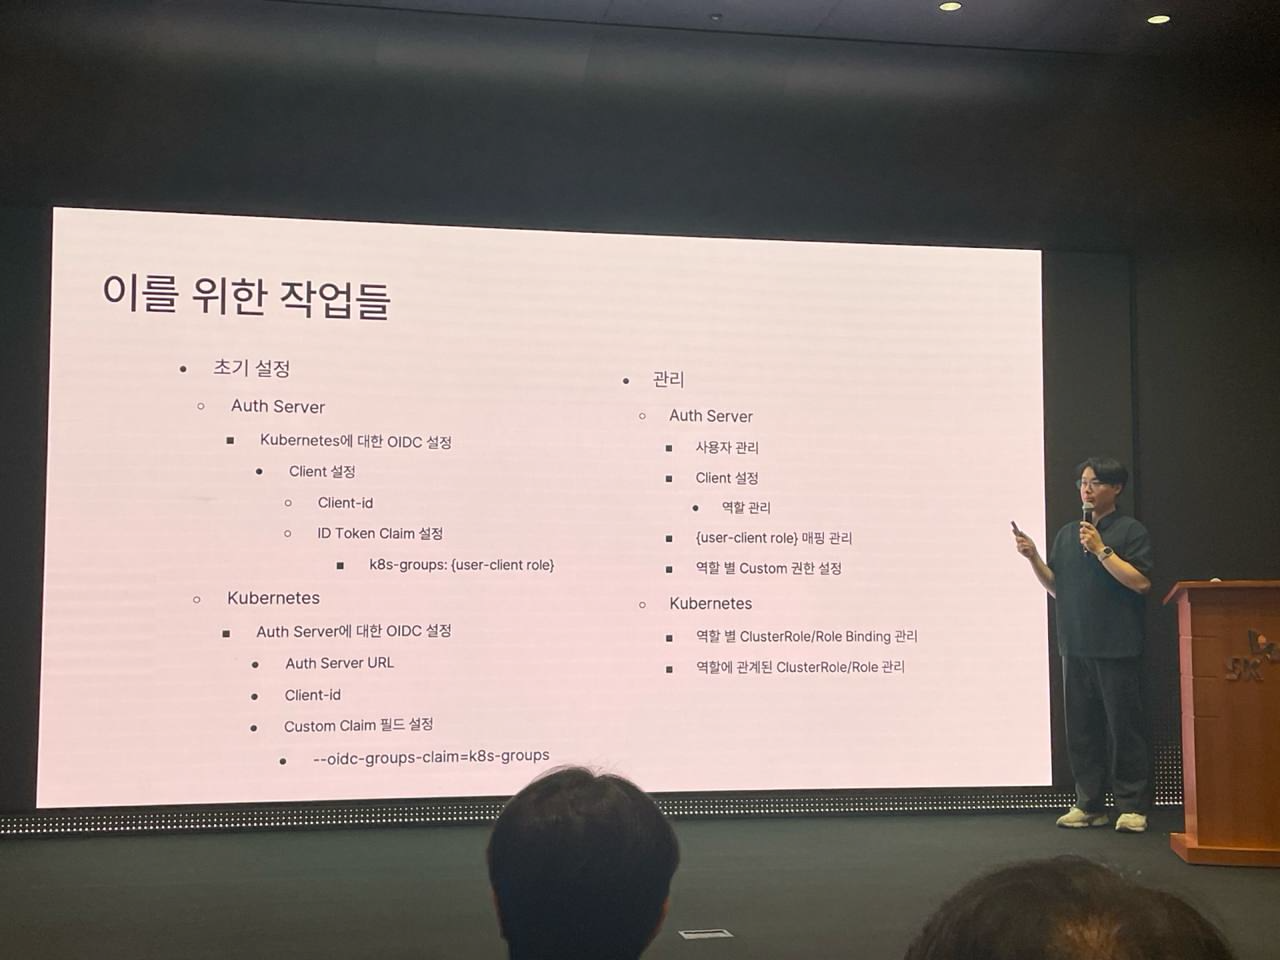 이를 위한 작업들
초기 설정
Auth Server
Kubernetes에 대한 OIDC 설정
Client 설정
Client-id
ID Token Claim 설정
k8s-groups: {user-client role}
Kubernetes
Auth Server에 대한 OIDC 설정
Auth Server URL
Client-id
Custom Claim 필드 설정
--oidc-groups-claim=k8s-groups
관리
Auth Server
사용자 관리
Client 설정
역할 관리
{user-client role} 매핑 관리
역할 별 Custom 권한 설정
Kubernetes
역할 별 ClusterRole/Role Binding 관리
역할에 관계된 ClusterRole/Role 관리
SK